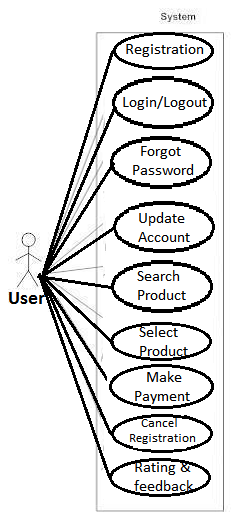 System
Registration
Login/Logout
Forgot
Password
Update
Account
Search
Product
User
Select
Product
Make
Payment
Cancel
Registration
Rating &
feedback